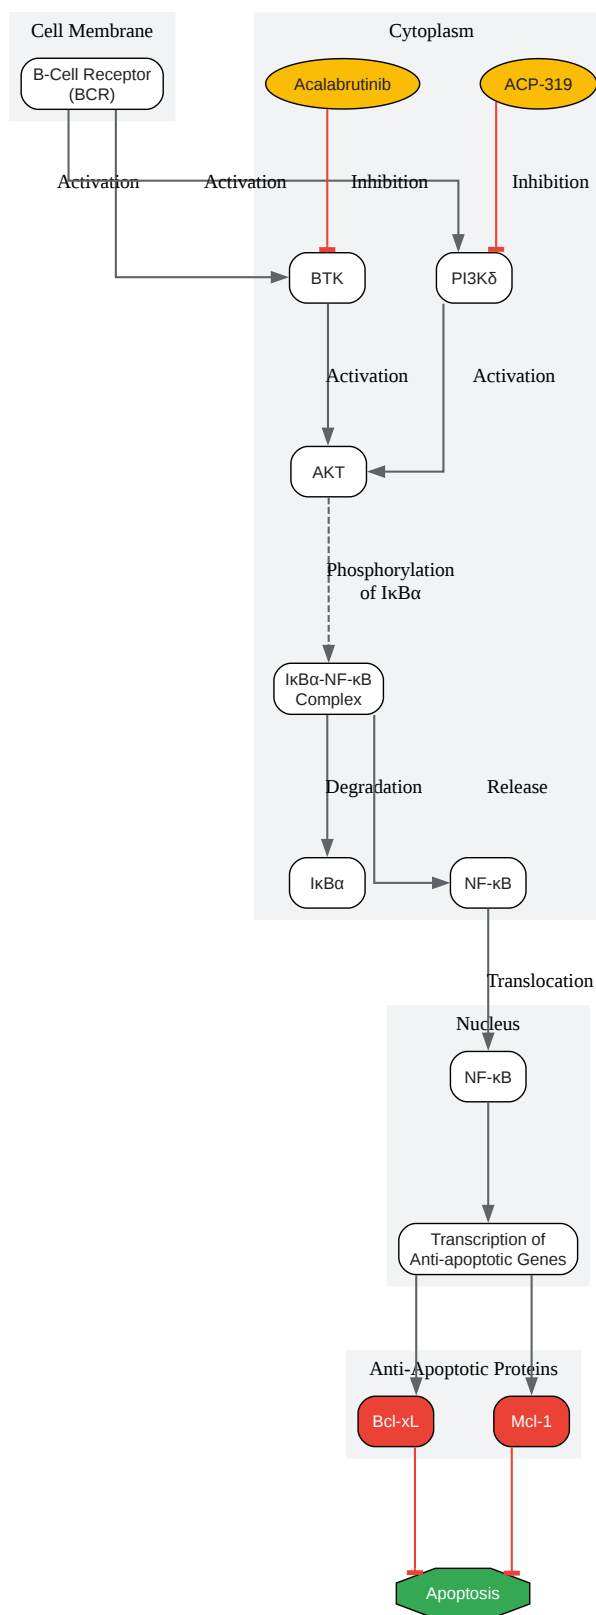 Cell Membrane
Cytoplasm
B-Cell Receptor
(BCR)
Acalabrutinib
ACP-319
Activation
Activation
Inhibition
Inhibition
BTK
PI3Kδ
Activation
Activation
AKT
Phosphorylation
of IκBα
IκBα-NF-κB
Complex
Degradation
Release
IκBα
NF-κB
Translocation
Nucleus
NF-κB
Transcription of
Anti-apoptotic Genes
Anti-Apoptotic Proteins
Bcl-xL
Mcl-1
Apoptosis